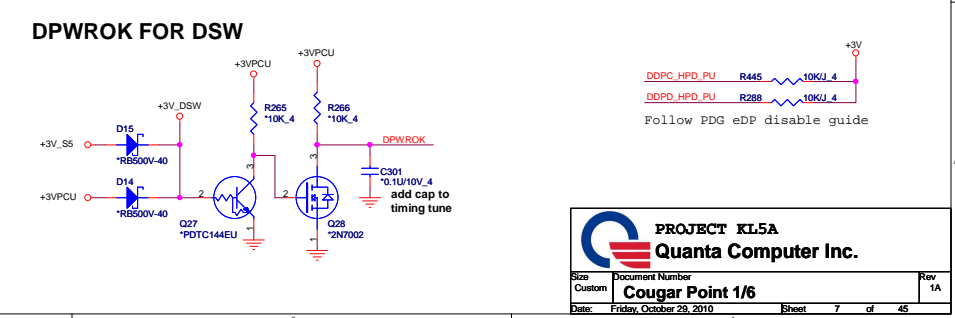 DPWROK FOR DSW
+3VPCU
+3VPCU
+3V_DSW
R265
*10K_4
R266
*10K_4
D15
+3V_S5
*RB500V-40
DPWROK
3
3
C301
*0.1U/10V_4
add cap to
timing tune
D14
+3VPCU
*RB500V-40
2
2
Q27
*PDTC144EU
1
Q28
*2N7002
1
+3V
DDPC_HPD_PU R445 10K/J_4
DDPD_HPD_PU R288 10K/J_4
Follow PDG eDP disable guide
PROJECT KL5A
Quanta Computer Inc.
Size Document Number Rev
Custom Cougar Point 1/6 1A
Date: Friday, October 29, 2010 Sheet 7 of 45